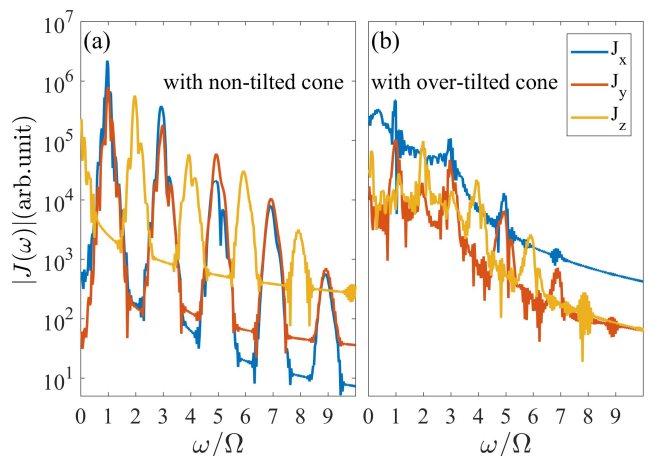 (a)
with non-tilted cone
|J(ω)|(arb.unit)
10^7
10^6
10^5
10^4
10^3
10^2
10^1
0 1 2 3 4 5 6 7 8 9
ω/Ω
(b)
with over-tilted cone
J_x
J_y
J_z
0 1 2 3 4 5 6 7 8 9
ω/Ω